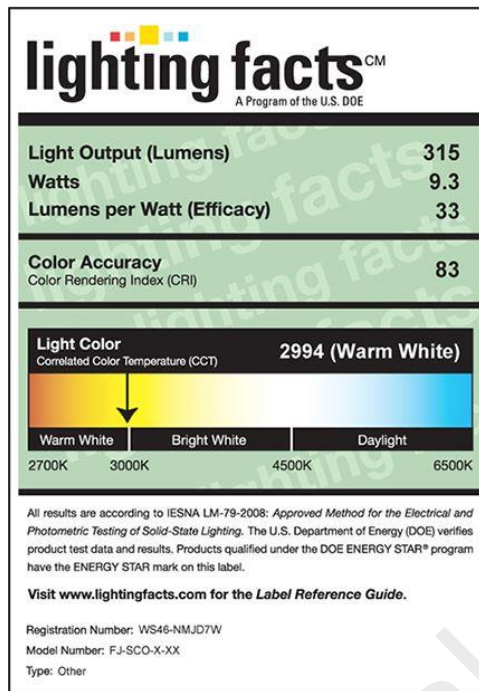 lighting facts CM
A Program of the U.S. DOE
Light Output (Lumens) 315
Watts 9.3
Lumens per Watt (Efficacy) 33
Color Accuracy 83
Color Rendering Index (CRI)
Light Color
Correlated Color Temperature (CCT) 2994 (Warm White)
Warm White Bright White Daylight
2700K 3000K 4500K 6500K
All results are according to IESNA LM-79-2008: Approved Method for the Electrical and
Photometric Testing of Solid-State Lighting. The U.S. Department of Energy (DOE) verifies
product test data and results. Products qualified under the DOE ENERGY STAR® program
have the ENERGY STAR mark on this label.
Visit www.lightingfacts.com for the Label Reference Guide.
Registration Number: WS46-NMJD7W
Model Number: FJ-SCO-X-XX
Type: Other